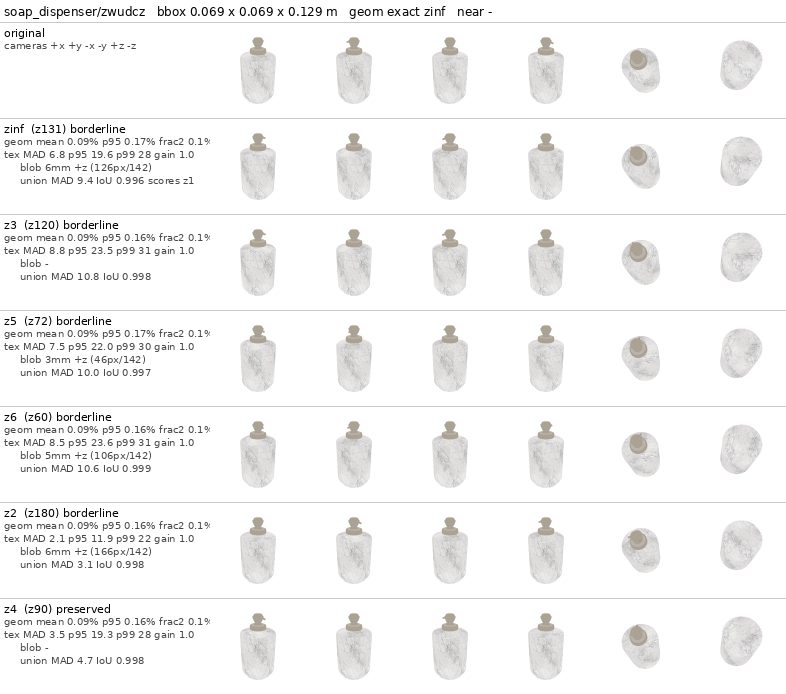 soap_dispenser/zwudcz bbox 0.069 x 0.069 x 0.129 m geom exact zinf near -
original
cameras +x +y -x -y +z -z
zinf (z131) borderline
geom mean 0.09% p95 0.17% frac2 0.1%
tex MAD 6.8 p95 19.6 p99 28 gain 1.0
blob 6mm +z (126px/142)
union MAD 9.4 IoU 0.996 scores z1
z3 (z120) borderline
geom mean 0.09% p95 0.16% frac2 0.1%
tex MAD 8.8 p95 23.5 p99 31 gain 1.0
blob -
union MAD 10.8 IoU 0.998
z5 (z72) borderline
geom mean 0.09% p95 0.17% frac2 0.1%
tex MAD 7.5 p95 22.0 p99 30 gain 1.0
blob 3mm +z (46px/142)
union MAD 10.0 IoU 0.997
z6 (z60) borderline
geom mean 0.09% p95 0.16% frac2 0.1%
tex MAD 8.5 p95 23.6 p99 31 gain 1.0
blob 5mm +z (106px/142)
union MAD 10.6 IoU 0.999
z2 (z180) borderline
geom mean 0.09% p95 0.16% frac2 0.1%
tex MAD 2.1 p95 11.9 p99 22 gain 1.0
blob 6mm +z (166px/142)
union MAD 3.1 IoU 0.998
z4 (z90) preserved
geom mean 0.09% p95 0.16% frac2 0.1%
tex MAD 3.5 p95 19.3 p99 28 gain 1.0
blob -
union MAD 4.7 IoU 0.998